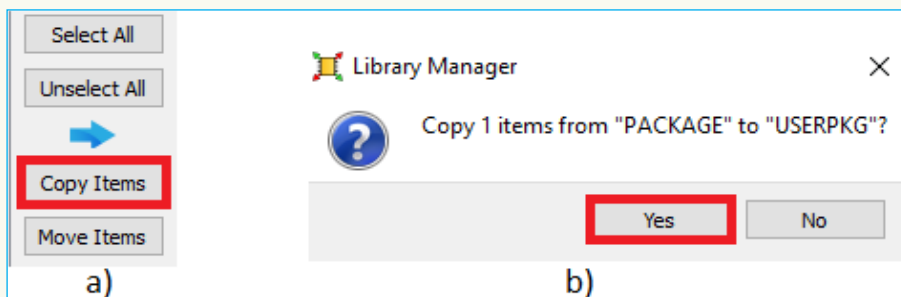 Select All
Unselect All
Copy Items
Move Items
a)
Library Manager
Copy 1 items from "PACKAGE" to "USERPKG"?
Yes
No
b)